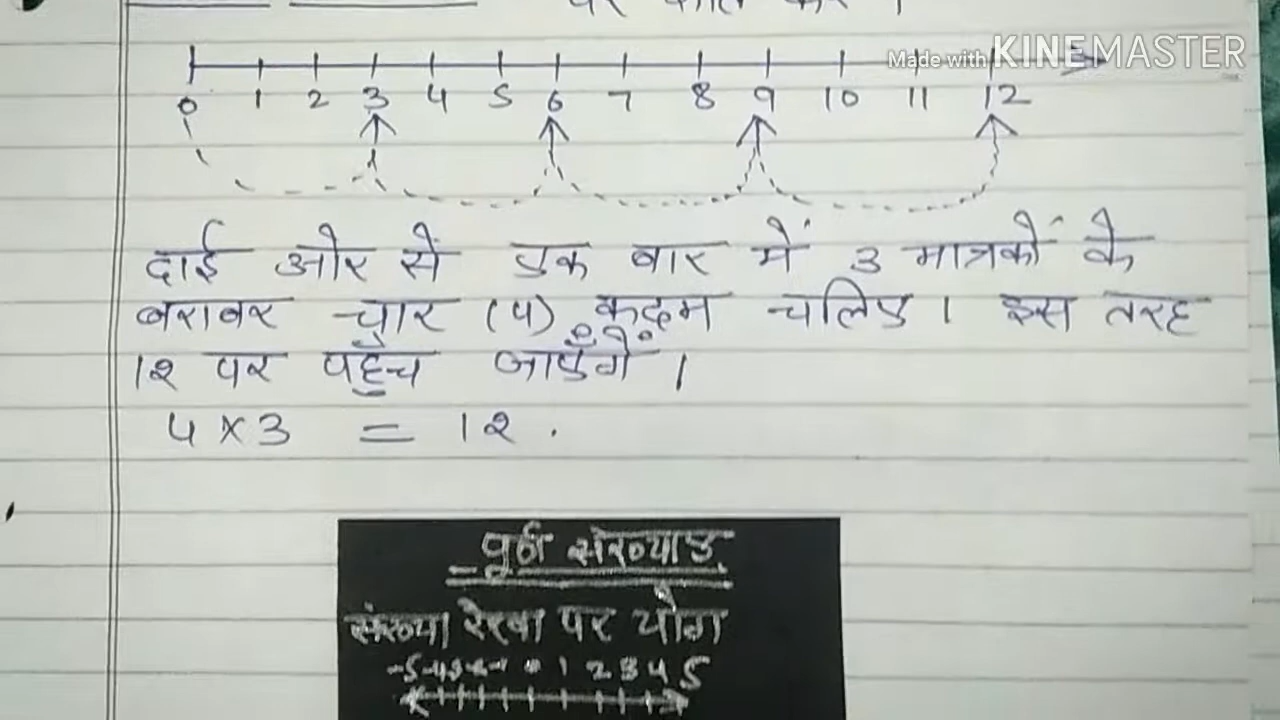 Made with KINEMASTER
0 1 2 3 4 5 6 7 8 9 10 11 12
दाई ओर से एक बार में 3 मात्रकों के
बराबर चार (4) कदम चलिए। इस तरह
12 पर पहुँच जाएँगें।
4 × 3 = 12.
पूर्ण संख्याए
संख्या रेखा पर योग
-5 -4 -3 -2 -1 0 1 2 3 4 5